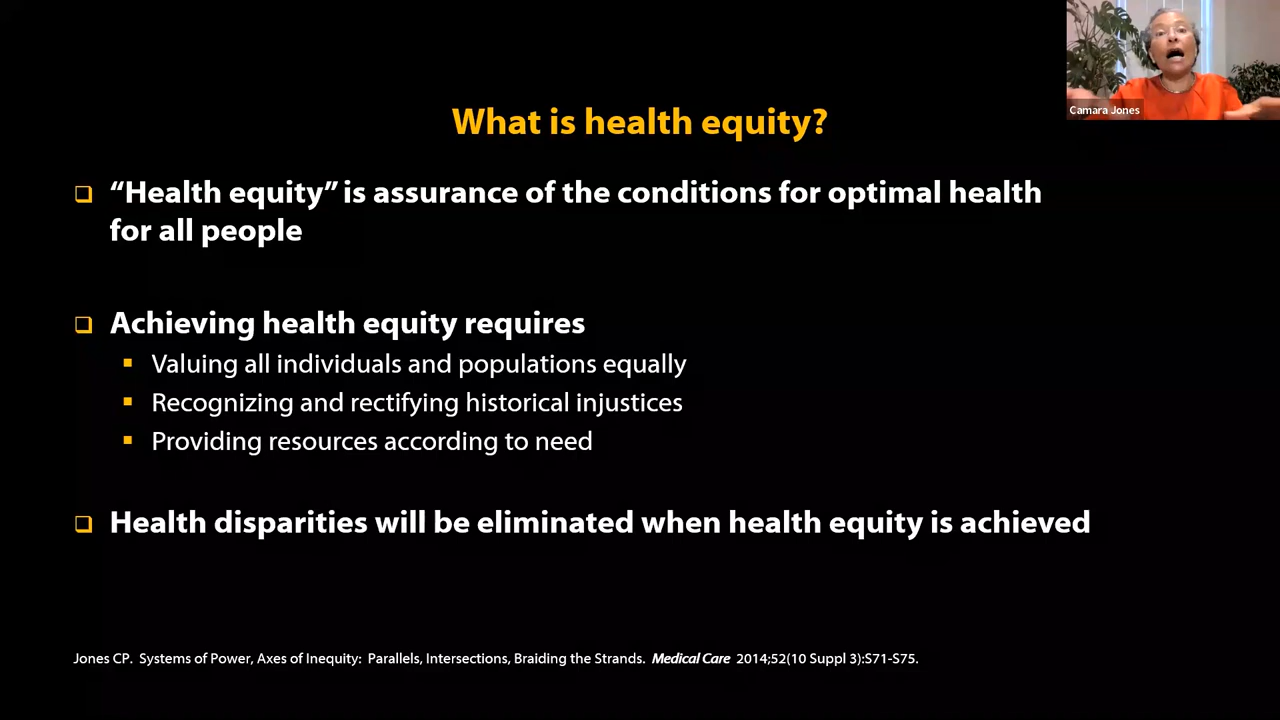 Camara Jones
What is health equity?
“Health equity” is assurance of the conditions for optimal health
for all people
Achieving health equity requires
Valuing all individuals and populations equally
Recognizing and rectifying historical injustices
Providing resources according to need
Health disparities will be eliminated when health equity is achieved
Jones CP.  Systems of Power, Axes of Inequity:  Parallels, Intersections, Braiding the Strands.  Medical Care  2014;52(10 Suppl 3):S71-S75.